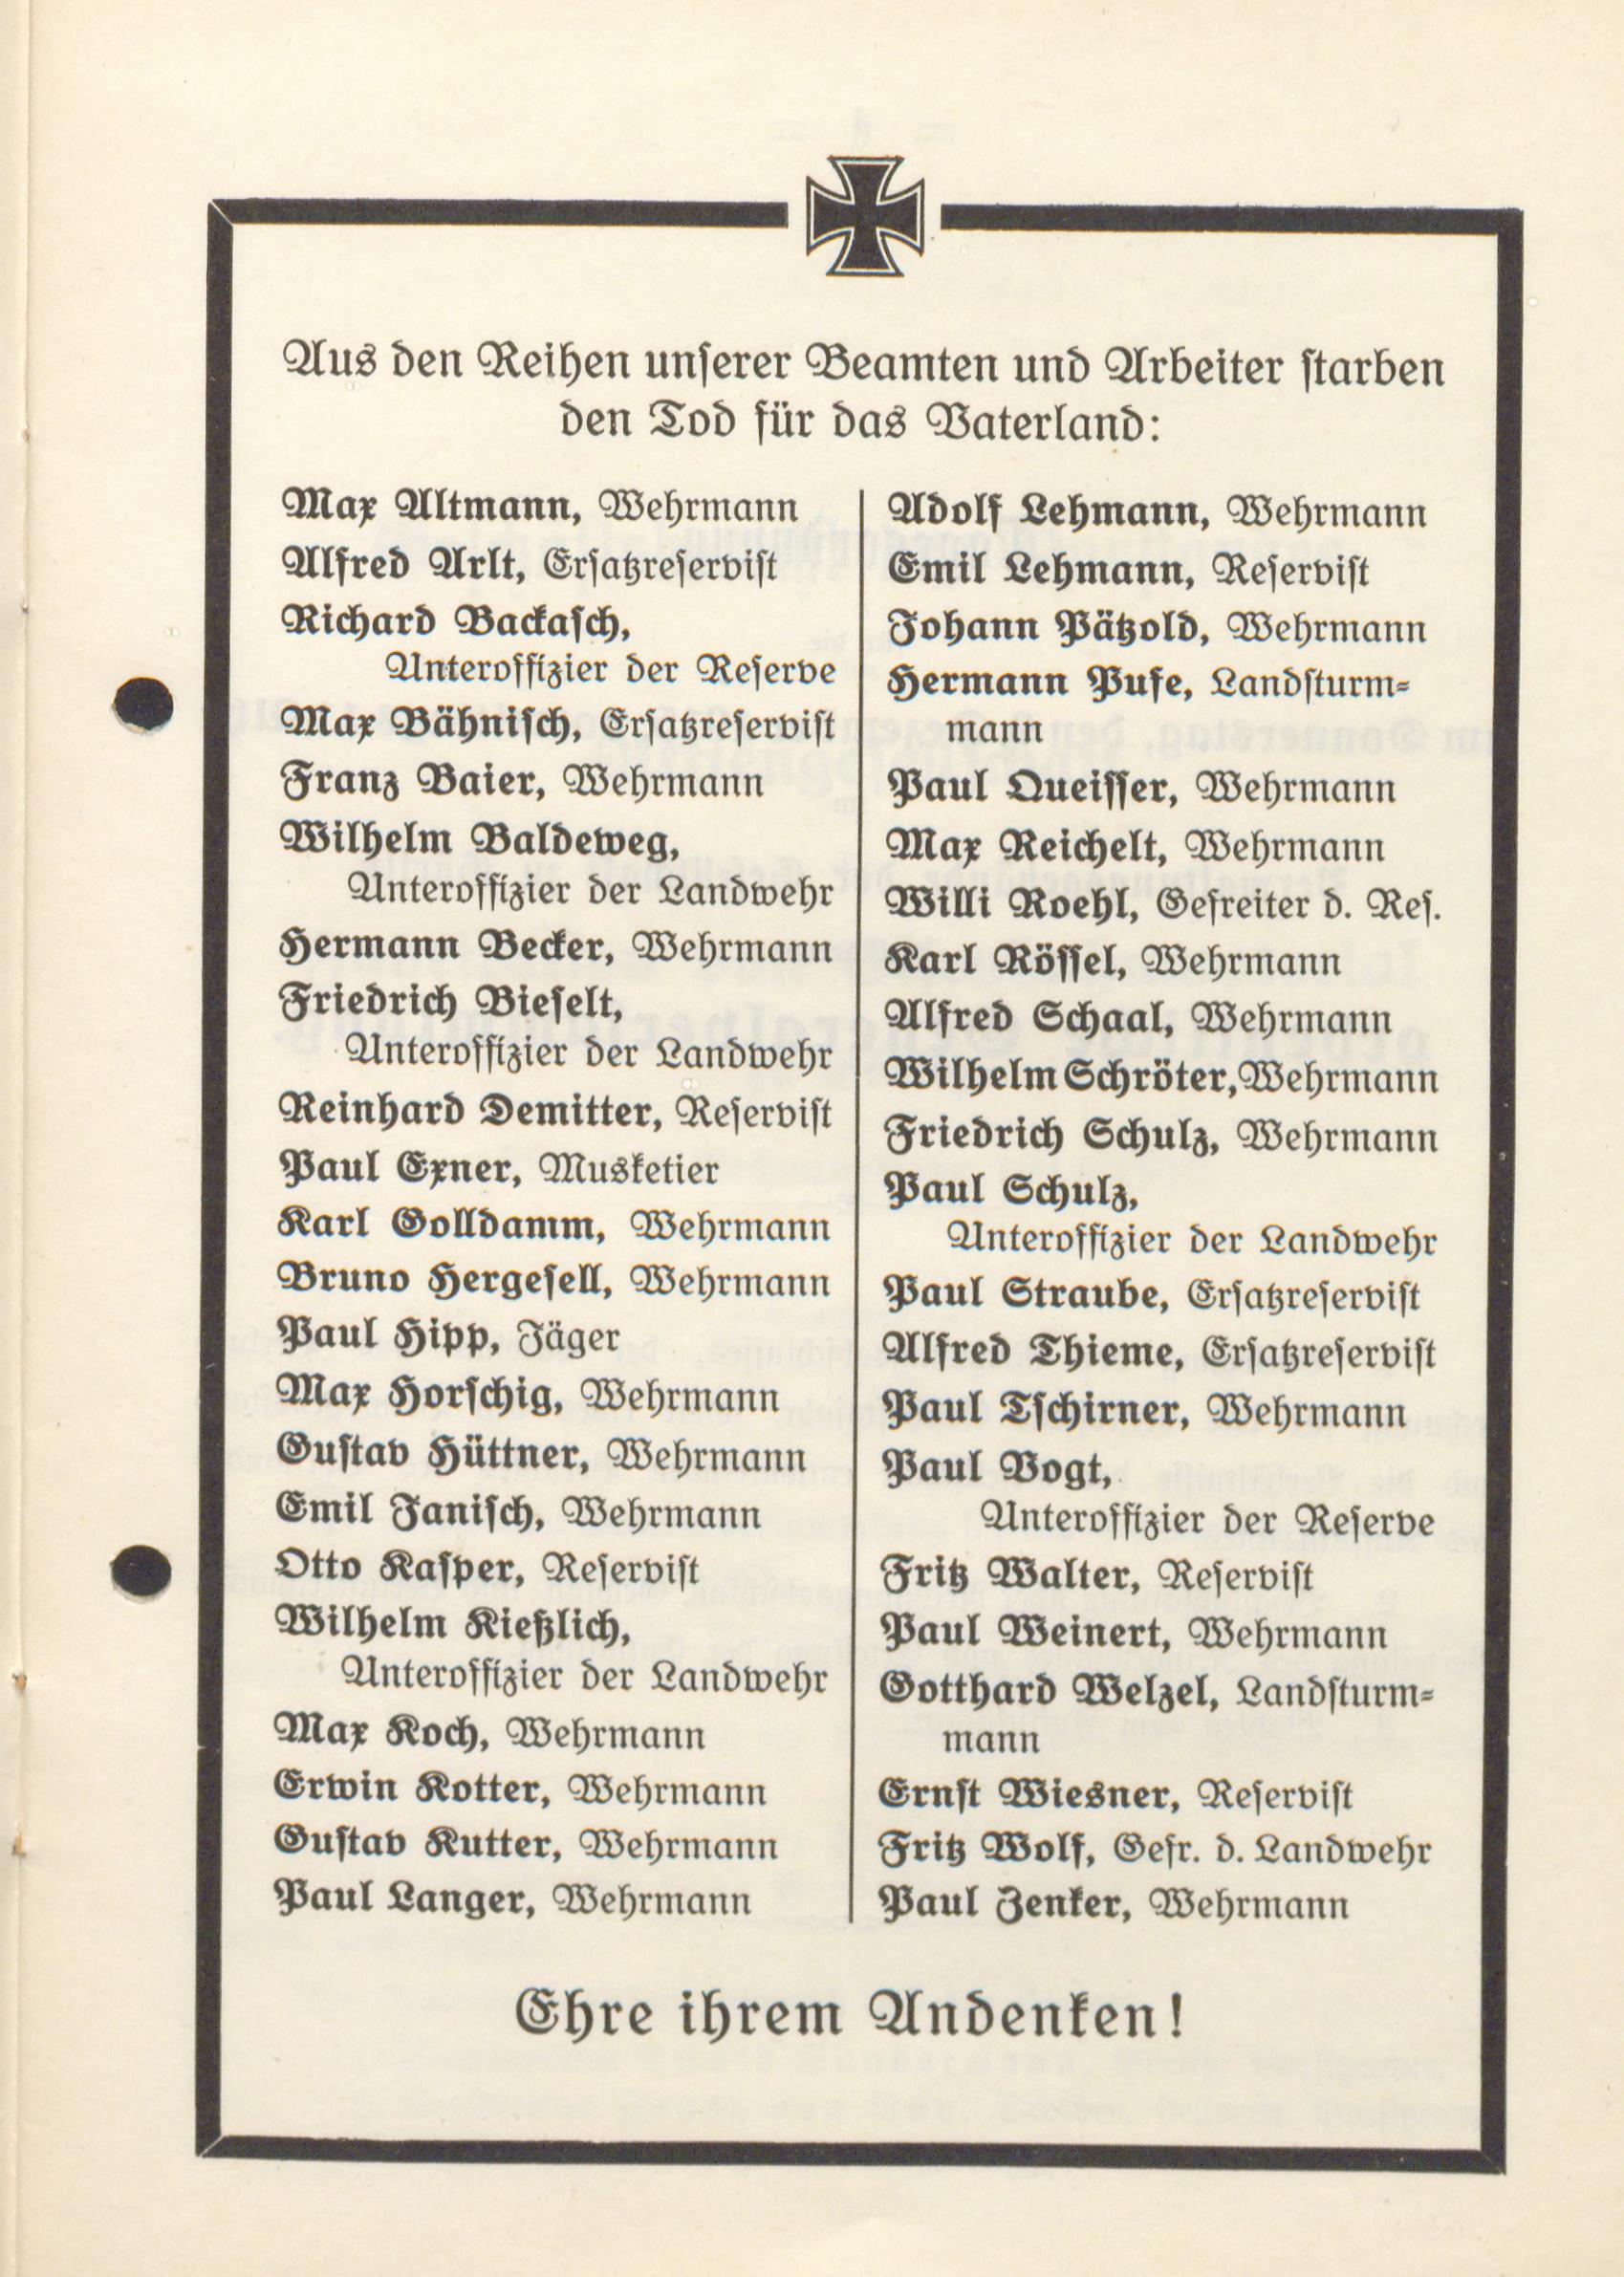 Aus den Reihen unserer Beamten und Arbeiter starben
den Tod für das Vaterland:
Max Altmann, Wehrmann
Alfred Arlt, Ersatzreservist
Richard Backasch,
Unteroffizier der Reserve
Max Bähnisch, Ersatzreservist
Franz Baier, Wehrmann
Wilhelm Baldeweg,
Unteroffizier der Landwehr
Hermann Becker, Wehrmann
Friedrich Bieselt,
Unteroffizier der Landwehr
Reinhard Demitter, Reservist
Paul Exner, Musketier
Karl Golldamm, Wehrmann
Bruno Hergesell, Wehrmann
Paul Hipp, Jäger
Max Horschig, Wehrmann
Gustav Hüttner, Wehrmann
Emil Janisch, Wehrmann
Otto Kasper, Reservist
Wilhelm Kießlich,
Unteroffizier der Landwehr
Max Koch, Wehrmann
Erwin Kotter, Wehrmann
Gustav Kutter, Wehrmann
Paul Langer, Wehrmann
Adolf Lehmann, Wehrmann
Emil Lehmann, Reservist
Johann Pätzold, Wehrmann
Hermann Pufe, Landsturm-
mann
Paul Queisser, Wehrmann
Max Reichelt, Wehrmann
Willi Roehl, Gefreiter d. Res.
Karl Rössel, Wehrmann
Alfred Schaal, Wehrmann
Wilhelm Schröter, Wehrmann
Friedrich Schulz, Wehrmann
Paul Schulz,
Unteroffizier der Landwehr
Paul Straube, Ersatzreservist
Alfred Thieme, Ersatzreservist
Paul Tschirner, Wehrmann
Paul Vogt,
Unteroffizier der Reserve
Fritz Walter, Reservist
Paul Weinert, Wehrmann
Gotthard Welzel, Landsturm-
mann
Ernst Wiesner, Reservist
Fritz Wolf, Gefr. d. Landwehr
Paul Zenker, Wehrmann
Ehre ihrem Andenken!